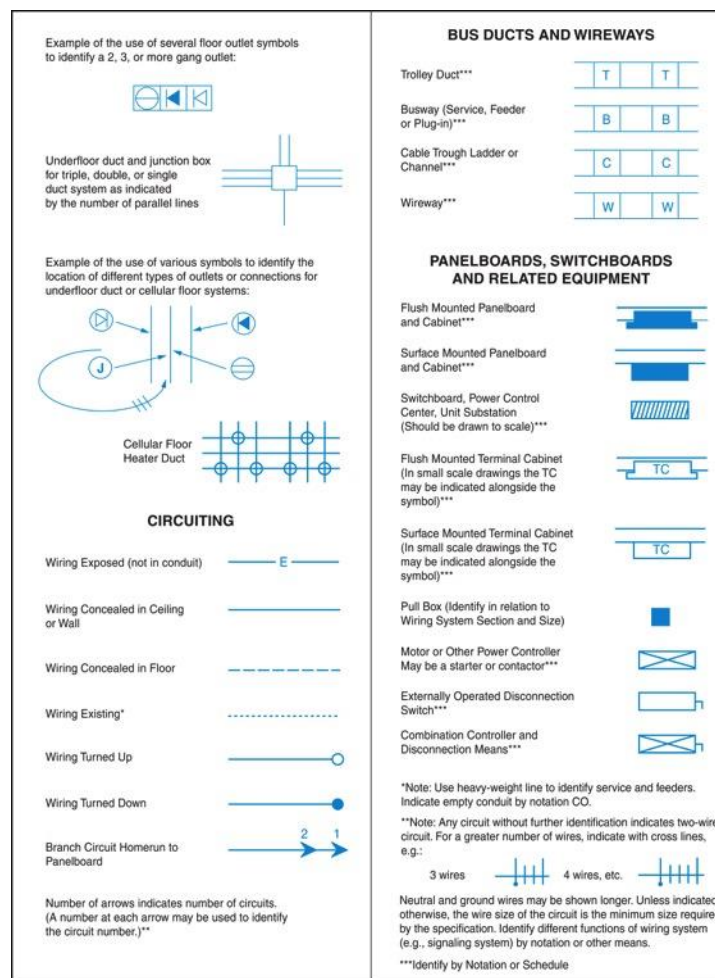 Example of the use of several floor outlet symbols
to identify a 2, 3, or more gang outlet:
Underfloor duct and junction box
for triple, double, or single
duct system as indicated
by the number of parallel lines
Example of the use of various symbols to identify the
location of different types of outlets or connections for
underfloor duct or cellular floor systems:
J
Cellular Floor
Heater Duct
CIRCUITING
Wiring Exposed (not in conduit)
E
Wiring Concealed in Ceiling
or Wall
Wiring Concealed in Floor
Wiring Existing*
Wiring Turned Up
Wiring Turned Down
2 1
Branch Circuit Homerun to
Panelboard
Number of arrows indicates number of circuits.
(A number at each arrow may be used to identify
the circuit number.)**
BUS DUCTS AND WIREWAYS
Trolley Duct***
T T
Busway (Service, Feeder
or Plug-in)***
B B
Cable Trough Ladder or
Channel***
C C
Wireway***
W W
PANELBOARDS, SWITCHBOARDS
AND RELATED EQUIPMENT
Flush Mounted Panelboard
and Cabinet***
Surface Mounted Panelboard
and Cabinet***
Switchboard, Power Control
Center, Unit Substation
(Should be drawn to scale)***
Flush Mounted Terminal Cabinet
(In small scale drawings the TC
may be indicated alongside the
symbol)***
TC
Surface Mounted Terminal Cabinet
(In small scale drawings the TC
may be indicated alongside the
symbol)***
TC
Pull Box (Identify in relation to
Wiring System Section and Size)
Motor or Other Power Controller
May be a starter or contactor***
Externally Operated Disconnection
Switch***
Combination Controller and
Disconnection Means***
*Note: Use heavy-weight line to identify service and feeders.
Indicate empty conduit by notation CO.
**Note: Any circuit without further identification indicates two-wire
circuit. For a greater number of wires, indicate with cross lines,
e.g.:
3 wires 4 wires, etc.
Neutral and ground wires may be shown longer. Unless indicated
otherwise, the wire size of the circuit is the minimum size require
by the specification. Identify different functions of wiring system
(e.g., signaling system) by notation or other means.
***Identify by Notation or Schedule